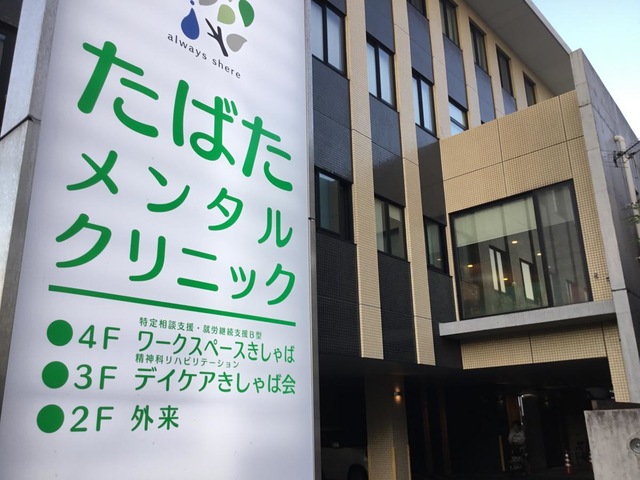 always shere
たばた
メンタル
クリニック
特定相談支援・就労継続支援B型
●4F ワークスペースきしゃば
精神科リハビリテーション
●3F デイケアきしゃば会
●2F 外来